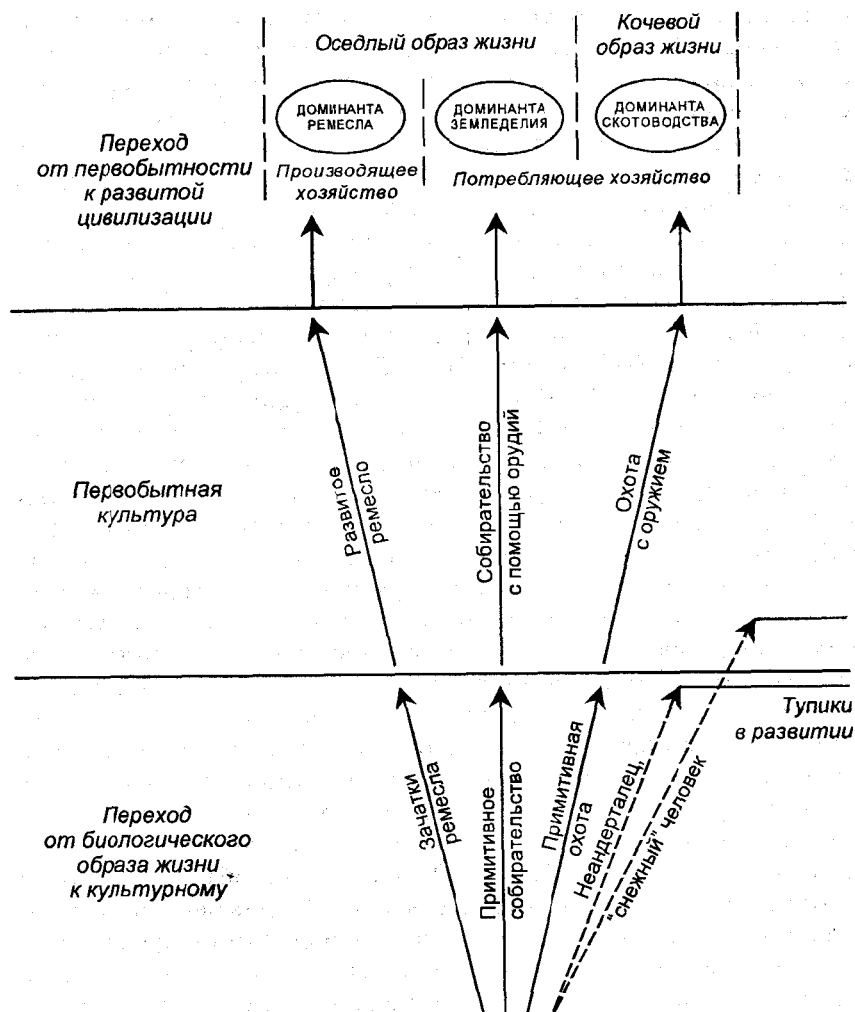 Оседлый образ жизни
Кочевой
образ жизни
ДОМИНАНТА
РЕМЕСЛА
ДОМИНАНТА
ЗЕМЛЕДЕЛИЯ
ДОМИНАНТА
СКОТОВОДСТВА
Переход
от первобытности
к развитой
цивилизации
Производящее
хозяйство
Потребляющее хозяйство
Первобытная
культура
Развитое
ремесло
Собирательство
с помощью орудий
Охота
с оружием
Тупики
в развитии
Переход
от биологического
образа жизни
к культурному
Зачатки
ремесла
Примитивное
собирательство
Примитивная
охота
Неандерталец,
"снежный" человек